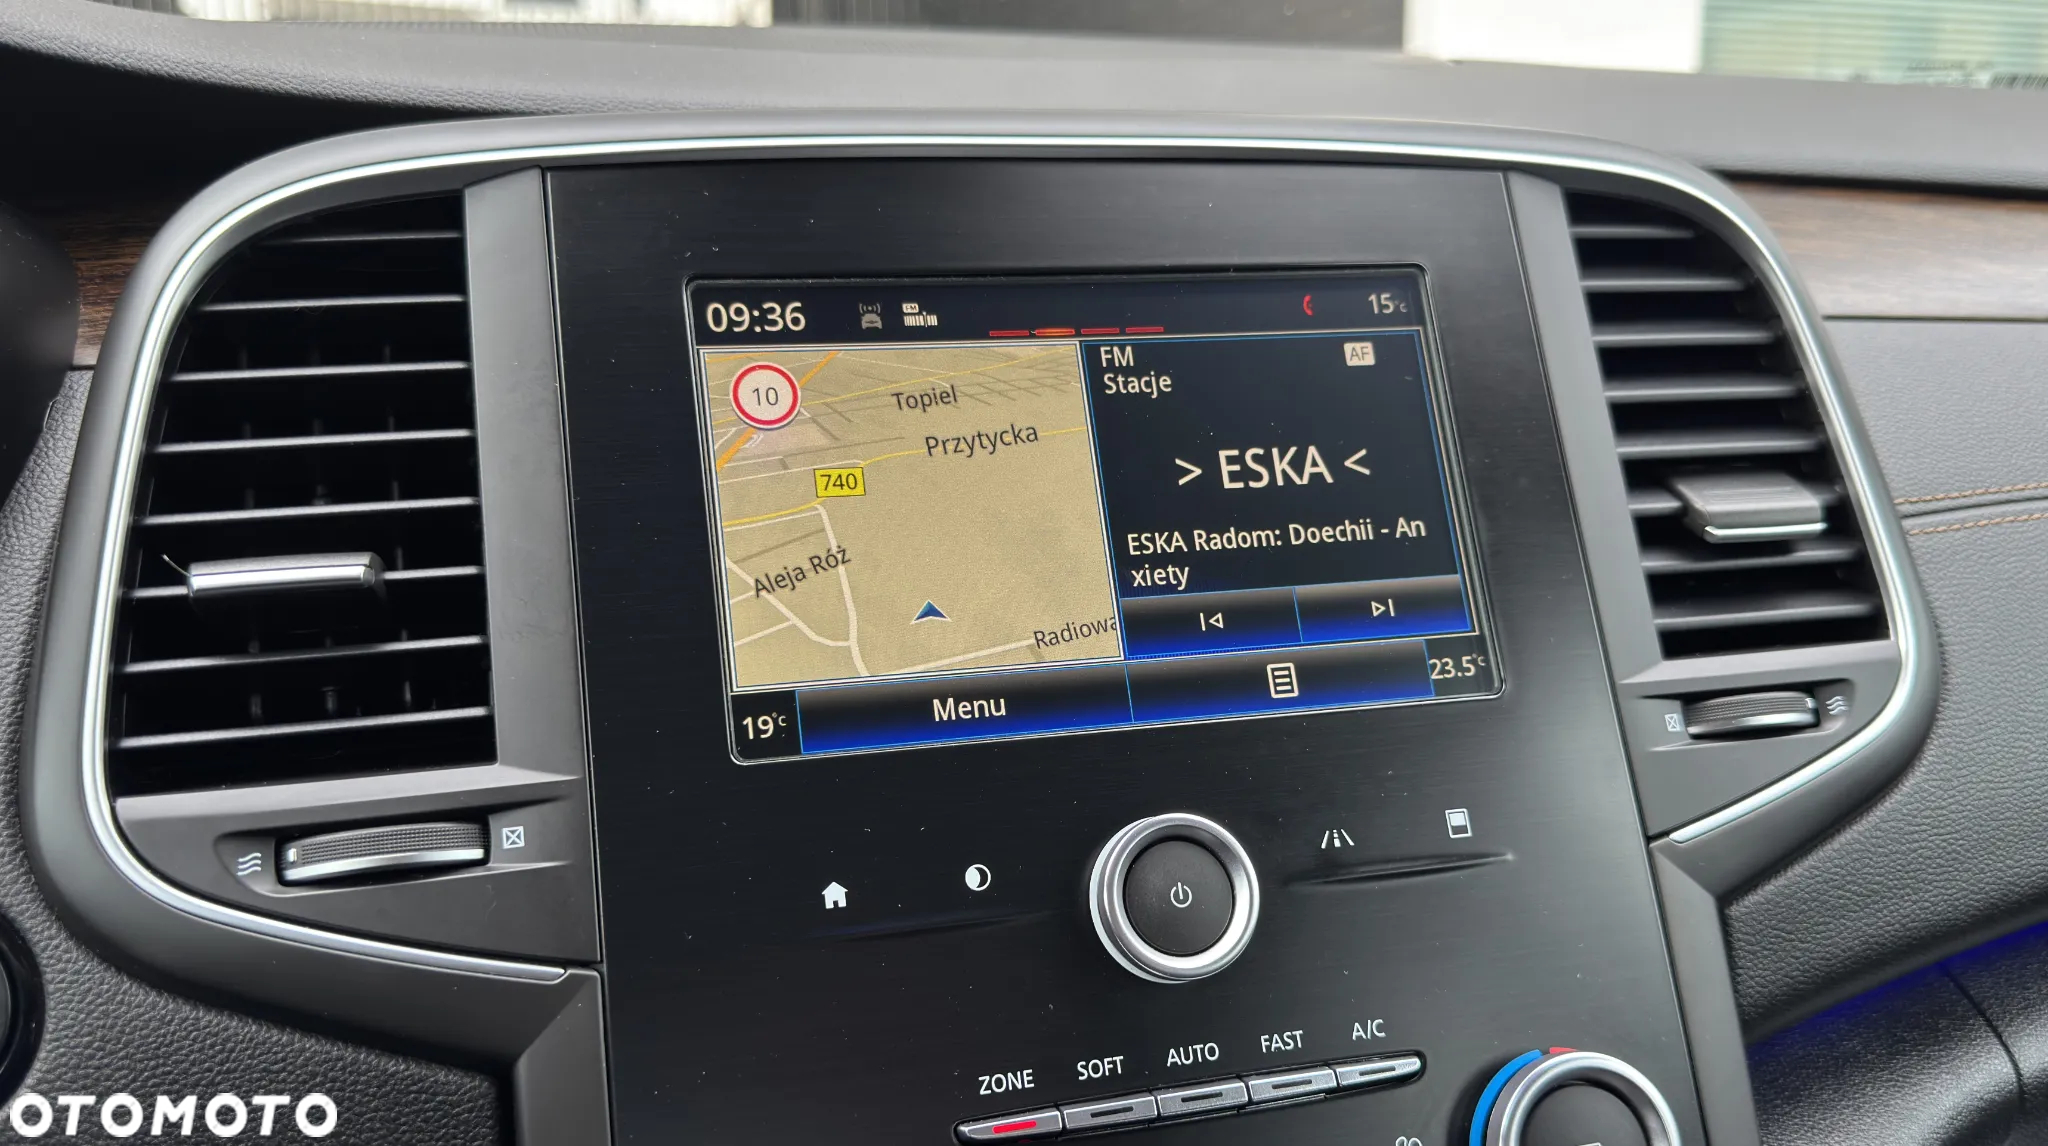 09:36
FM
15°C
10
Topiel
Przytycka
740
Aleja Róż
Radiowa
FM
Stacje
AF
> ESKA <
ESKA Radom: Doechii - An
xiety
19°C
Menu
23.5°C
ZONE
SOFT
AUTO
FAST
A/C
OTOMOTO